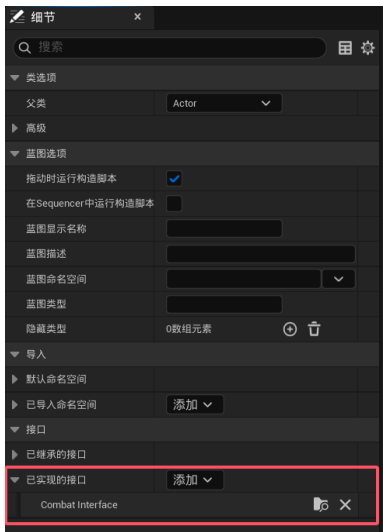 细节
搜索
类选项
父类 Actor
高级
蓝图选项
拖动时运行构造脚本
在Sequencer中运行构造脚本
蓝图显示名称
蓝图描述
蓝图命名空间
蓝图类型
隐藏类型 0数组元素
导入
默认命名空间
已导入命名空间 添加
接口
已继承的接口
已实现的接口 添加
Combat Interface